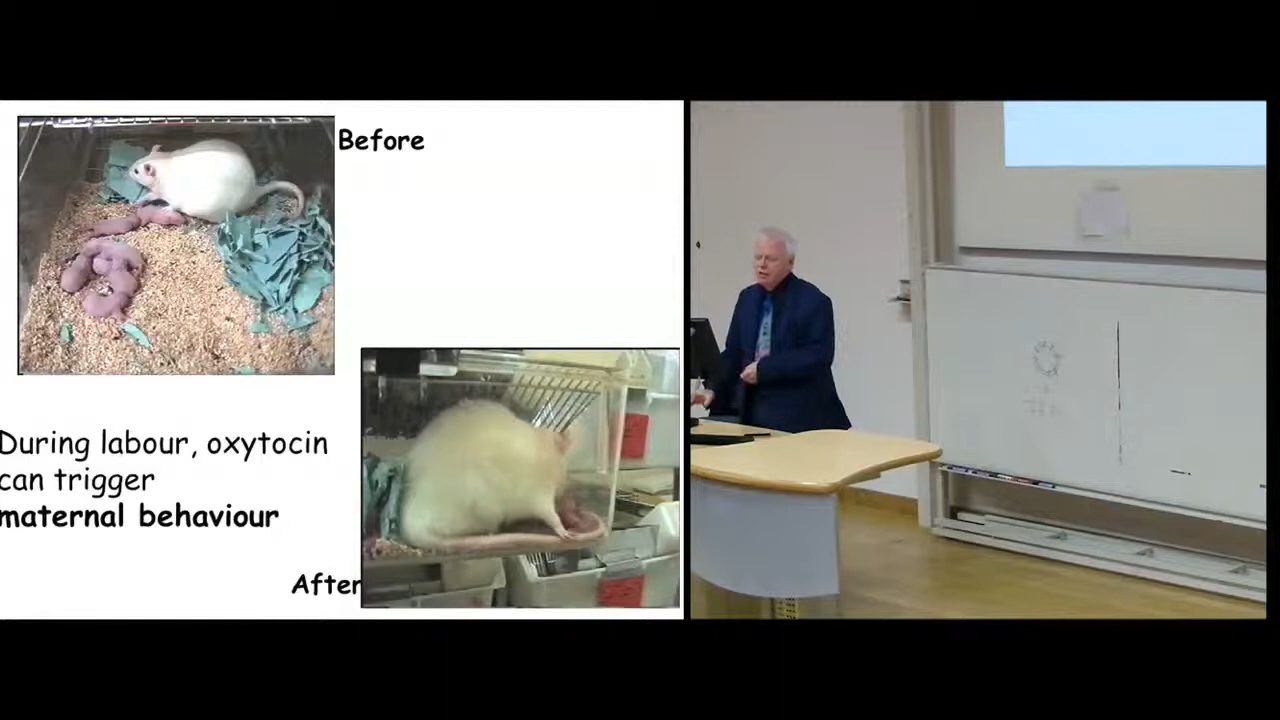 Before
During labour, oxytocin
can trigger
maternal behaviour
After